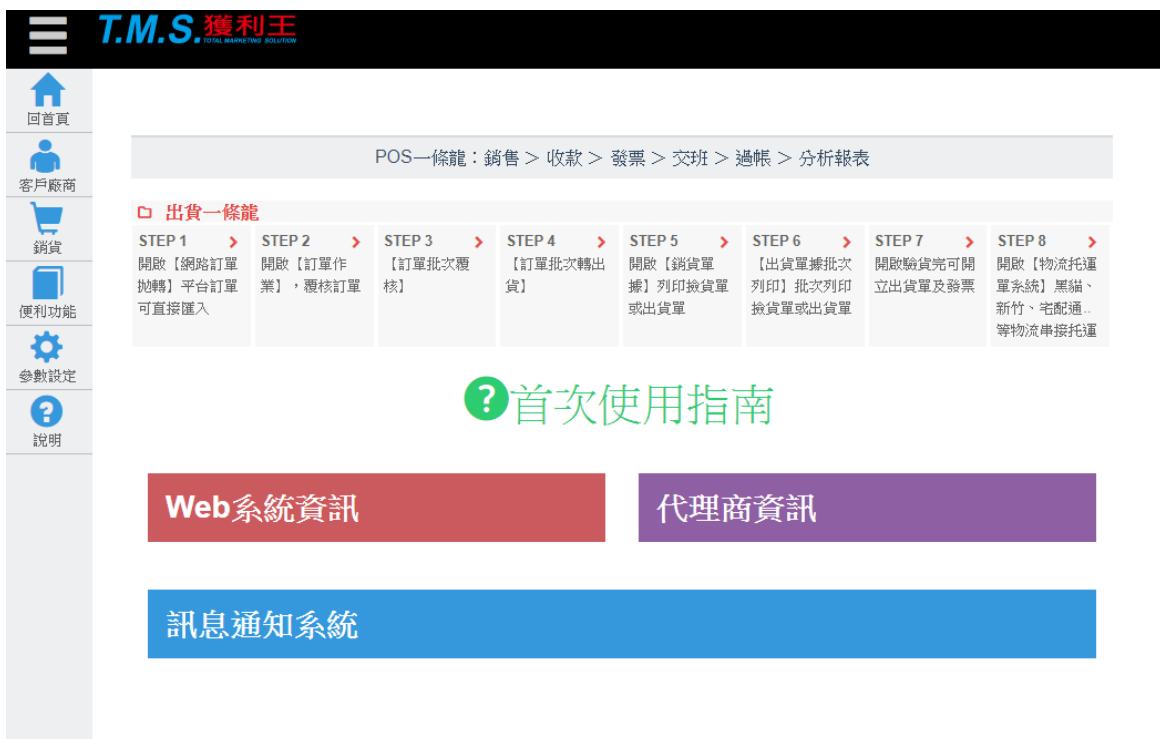 T.M.S.獲利王
TOTAL MARKETING SOLUTION
回首頁
客戶廠商
銷貨
便利功能
參數設定
說明
POS一條龍：銷售 > 收款 > 發票 > 交班 > 過帳 > 分析報表
出貨一條龍
STEP 1
開啟【網路訂單
拋轉】平台訂單
可直接匯入
STEP 2
開啟【訂單作
業】，覆核訂單
STEP 3
【訂單批次覆
核】
STEP 4
【訂單批次轉出
貨】
STEP 5
開啟【銷貨單
據】列印撿貨單
或出貨單
STEP 6
【出貨單據批次
列印】批次列印
撿貨單或出貨單
STEP 7
開啟驗貨完可開
立出貨單及發票
STEP 8
開啟【物流托運
單系統】黑貓、
新竹、宅配通...
等物流串接托運
?首次使用指南
Web系統資訊
代理商資訊
訊息通知系統